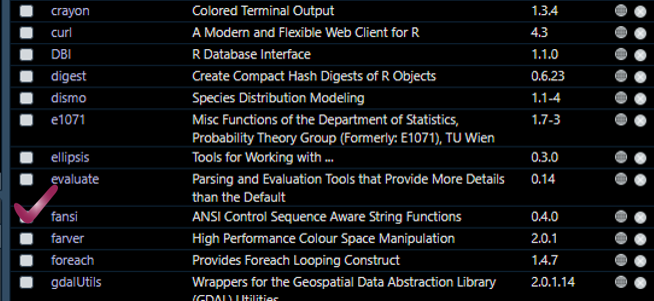 crayon Colored Terminal Output 1.3.4
curl A Modern and Flexible Web Client for R 4.3
DBI R Database Interface 1.1.0
digest Create Compact Hash Digests of R Objects 0.6.23
dismo Species Distribution Modeling 1.1-4
e1071 Misc Functions of the Department of Statistics, 1.7-3
Probability Theory Group (Formerly: E1071), TU Wien
ellipsis Tools for Working with ... 0.3.0
evaluate Parsing and Evaluation Tools that Provide More Details 0.14
than the Default
fansi ANSI Control Sequence Aware String Functions 0.4.0
farver High Performance Colour Space Manipulation 2.0.1
foreach Provides Foreach Looping Construct 1.4.7
gdalUtils Wrappers for the Geospatial Data Abstraction Library 2.0.1.14
(GDAL) Utilities